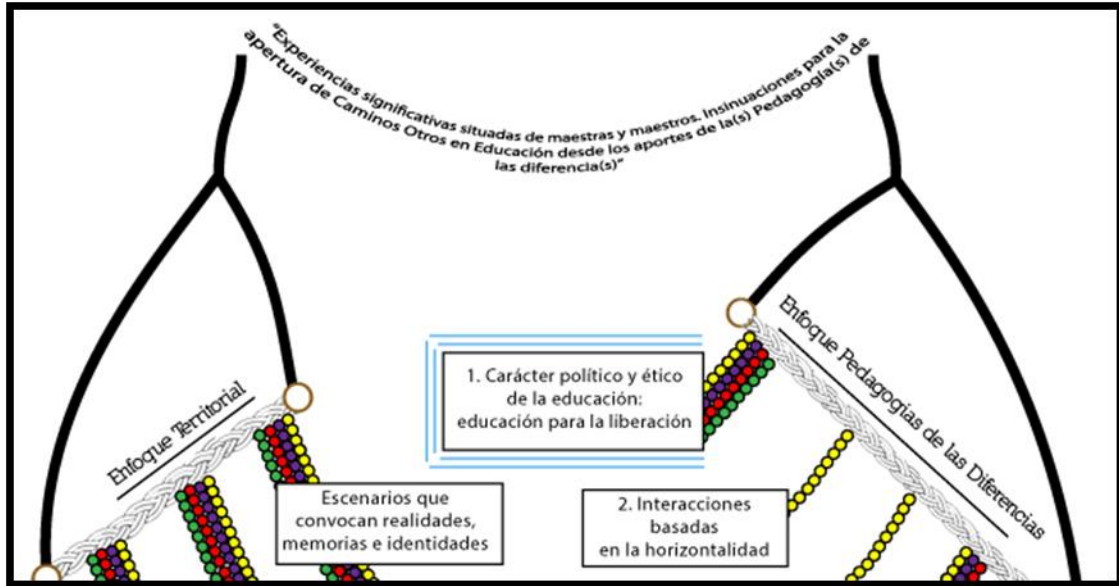 “Experiencias significativas situadas de maestras y maestros. Insinuaciones para la
apertura de Caminos Otros en Educación desde los aportes de la(s) Pedagogía(s) de
las diferencia(s)”
Enfoque Territorial
Enfoque Pedagogías de las Diferencias
1. Carácter político y ético
de la educación:
educación para la liberación
Escenarios que
convocan realidades,
memorias e identidades
2. Interacciones
basadas
en la horizontalidad